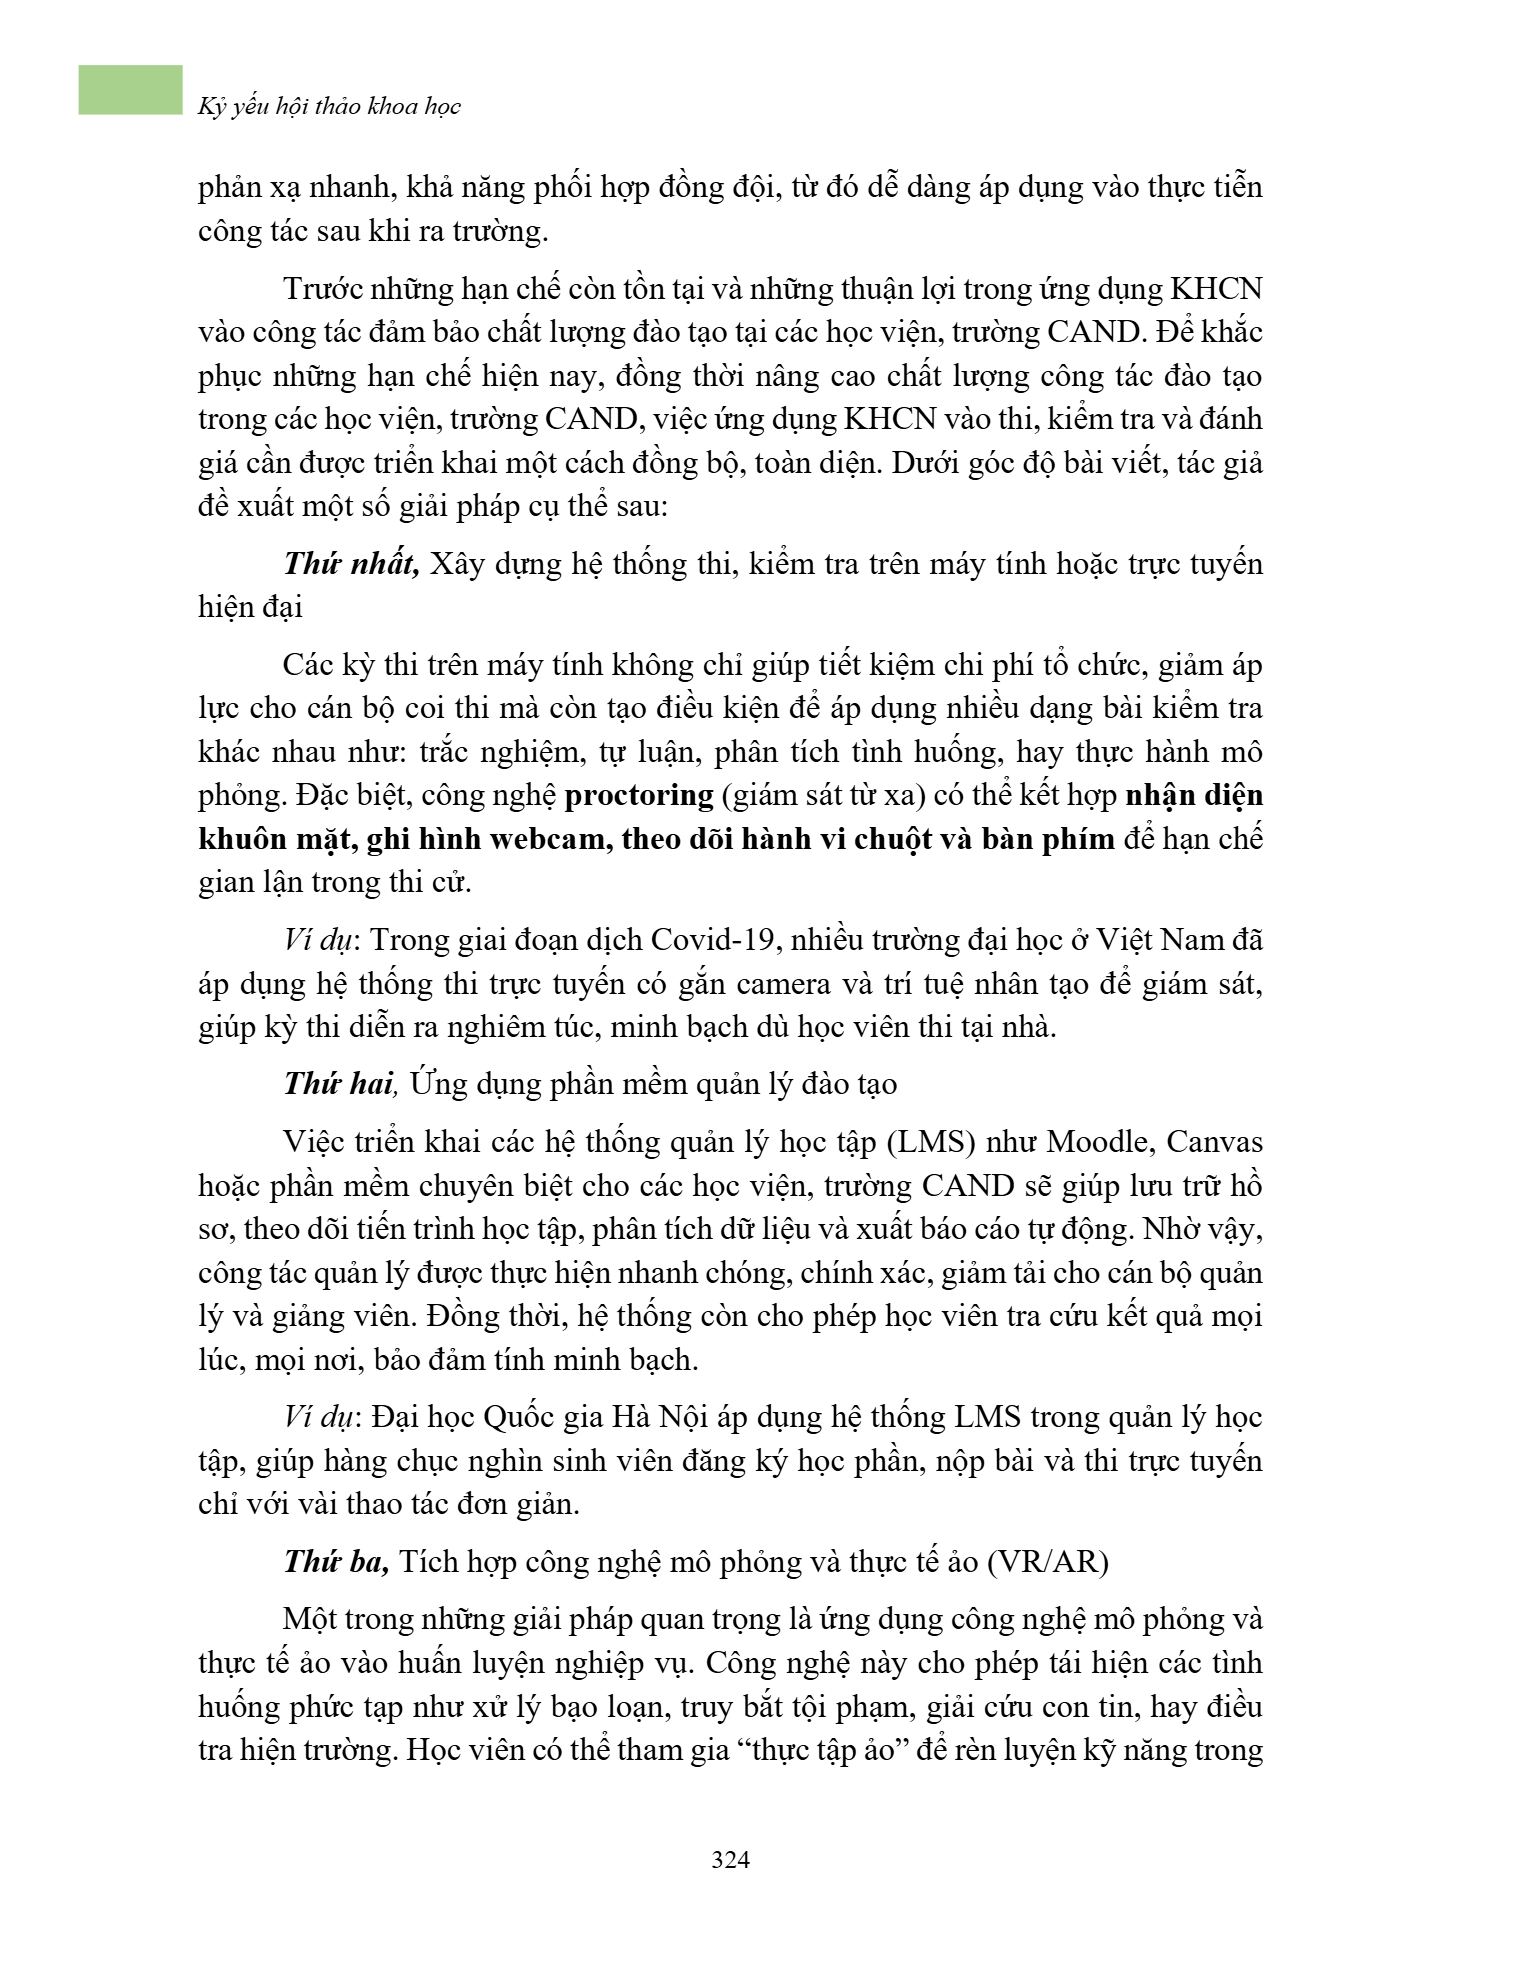 Kỷ yếu hội thảo khoa học
phản xạ nhanh, khả năng phối hợp đồng đội, từ đó dễ dàng áp dụng vào thực tiễn
công tác sau khi ra trường.
Trước những hạn chế còn tồn tại và những thuận lợi trong ứng dụng KHCN
vào công tác đảm bảo chất lượng đào tạo tại các học viện, trường CAND. Để khắc
phục những hạn chế hiện nay, đồng thời nâng cao chất lượng công tác đào tạo
trong các học viện, trường CAND, việc ứng dụng KHCN vào thi, kiểm tra và đánh
giá cần được triển khai một cách đồng bộ, toàn diện. Dưới góc độ bài viết, tác giả
đề xuất một số giải pháp cụ thể sau:
Thứ nhất, Xây dựng hệ thống thi, kiểm tra trên máy tính hoặc trực tuyến
hiện đại
Các kỳ thi trên máy tính không chỉ giúp tiết kiệm chi phí tổ chức, giảm áp
lực cho cán bộ coi thi mà còn tạo điều kiện để áp dụng nhiều dạng bài kiểm tra
khác nhau như: trắc nghiệm, tự luận, phân tích tình huống, hay thực hành mô
phỏng. Đặc biệt, công nghệ proctoring (giám sát từ xa) có thể kết hợp nhận diện
khuôn mặt, ghi hình webcam, theo dõi hành vi chuột và bàn phím để hạn chế
gian lận trong thi cử.
Ví dụ: Trong giai đoạn dịch Covid-19, nhiều trường đại học ở Việt Nam đã
áp dụng hệ thống thi trực tuyến có gắn camera và trí tuệ nhân tạo để giám sát,
giúp kỳ thi diễn ra nghiêm túc, minh bạch dù học viên thi tại nhà.
Thứ hai, Ứng dụng phần mềm quản lý đào tạo
Việc triển khai các hệ thống quản lý học tập (LMS) như Moodle, Canvas
hoặc phần mềm chuyên biệt cho các học viện, trường CAND sẽ giúp lưu trữ hồ
sơ, theo dõi tiến trình học tập, phân tích dữ liệu và xuất báo cáo tự động. Nhờ vậy,
công tác quản lý được thực hiện nhanh chóng, chính xác, giảm tải cho cán bộ quản
lý và giảng viên. Đồng thời, hệ thống còn cho phép học viên tra cứu kết quả mọi
lúc, mọi nơi, bảo đảm tính minh bạch.
Ví dụ: Đại học Quốc gia Hà Nội áp dụng hệ thống LMS trong quản lý học
tập, giúp hàng chục nghìn sinh viên đăng ký học phần, nộp bài và thi trực tuyến
chỉ với vài thao tác đơn giản.
Thứ ba, Tích hợp công nghệ mô phỏng và thực tế ảo (VR/AR)
Một trong những giải pháp quan trọng là ứng dụng công nghệ mô phỏng và
thực tế ảo vào huấn luyện nghiệp vụ. Công nghệ này cho phép tái hiện các tình
huống phức tạp như xử lý bạo loạn, truy bắt tội phạm, giải cứu con tin, hay điều
tra hiện trường. Học viên có thể tham gia “thực tập ảo” để rèn luyện kỹ năng trong
324